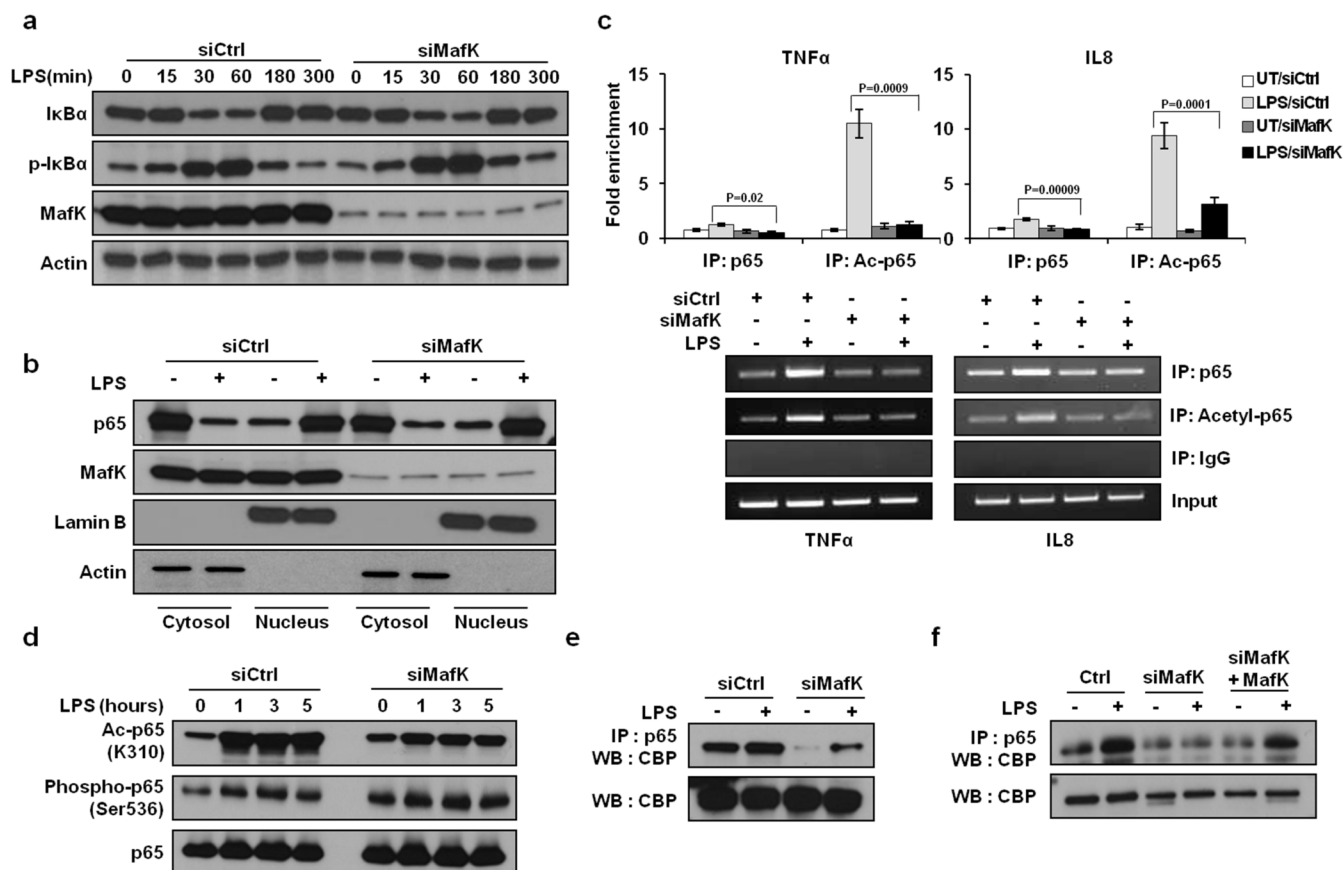 a
siCtrl siMafK
LPS(min) 0 15 30 60 180 300 0 15 30 60 180 300
IκBα
p-IκBα
MafK
Actin
b
siCtrl siMafK
LPS - + - + - + - +
p65
MafK
Lamin B
Actin
Cytosol Nucleus Cytosol Nucleus
c
TNFα IL8
Fold enrichment
15 15
10 10
5 5
0 0
P=0.0009 P=0.0001
P=0.02 P=0.00009
IP: p65 IP: Ac-p65 IP: p65 IP: Ac-p65
UT/siCtrl
LPS/siCtrl
UT/siMafK
LPS/siMafK
siCtrl + + - - + + - -
siMafK - - + + - - + +
LPS - + - + - + - +
IP: p65
IP: Acetyl-p65
IP: IgG
Input
TNFα IL8
d
siCtrl siMafK
LPS (hours) 0 1 3 5 0 1 3 5
Ac-p65
(K310)
Phospho-p65
(Ser536)
p65
e
siCtrl siMafK
LPS - + - +
IP : p65
WB : CBP
WB : CBP
f
Ctrl siMafK siMafK
+ MafK
LPS - + - + - +
IP : p65
WB : CBP
WB : CBP